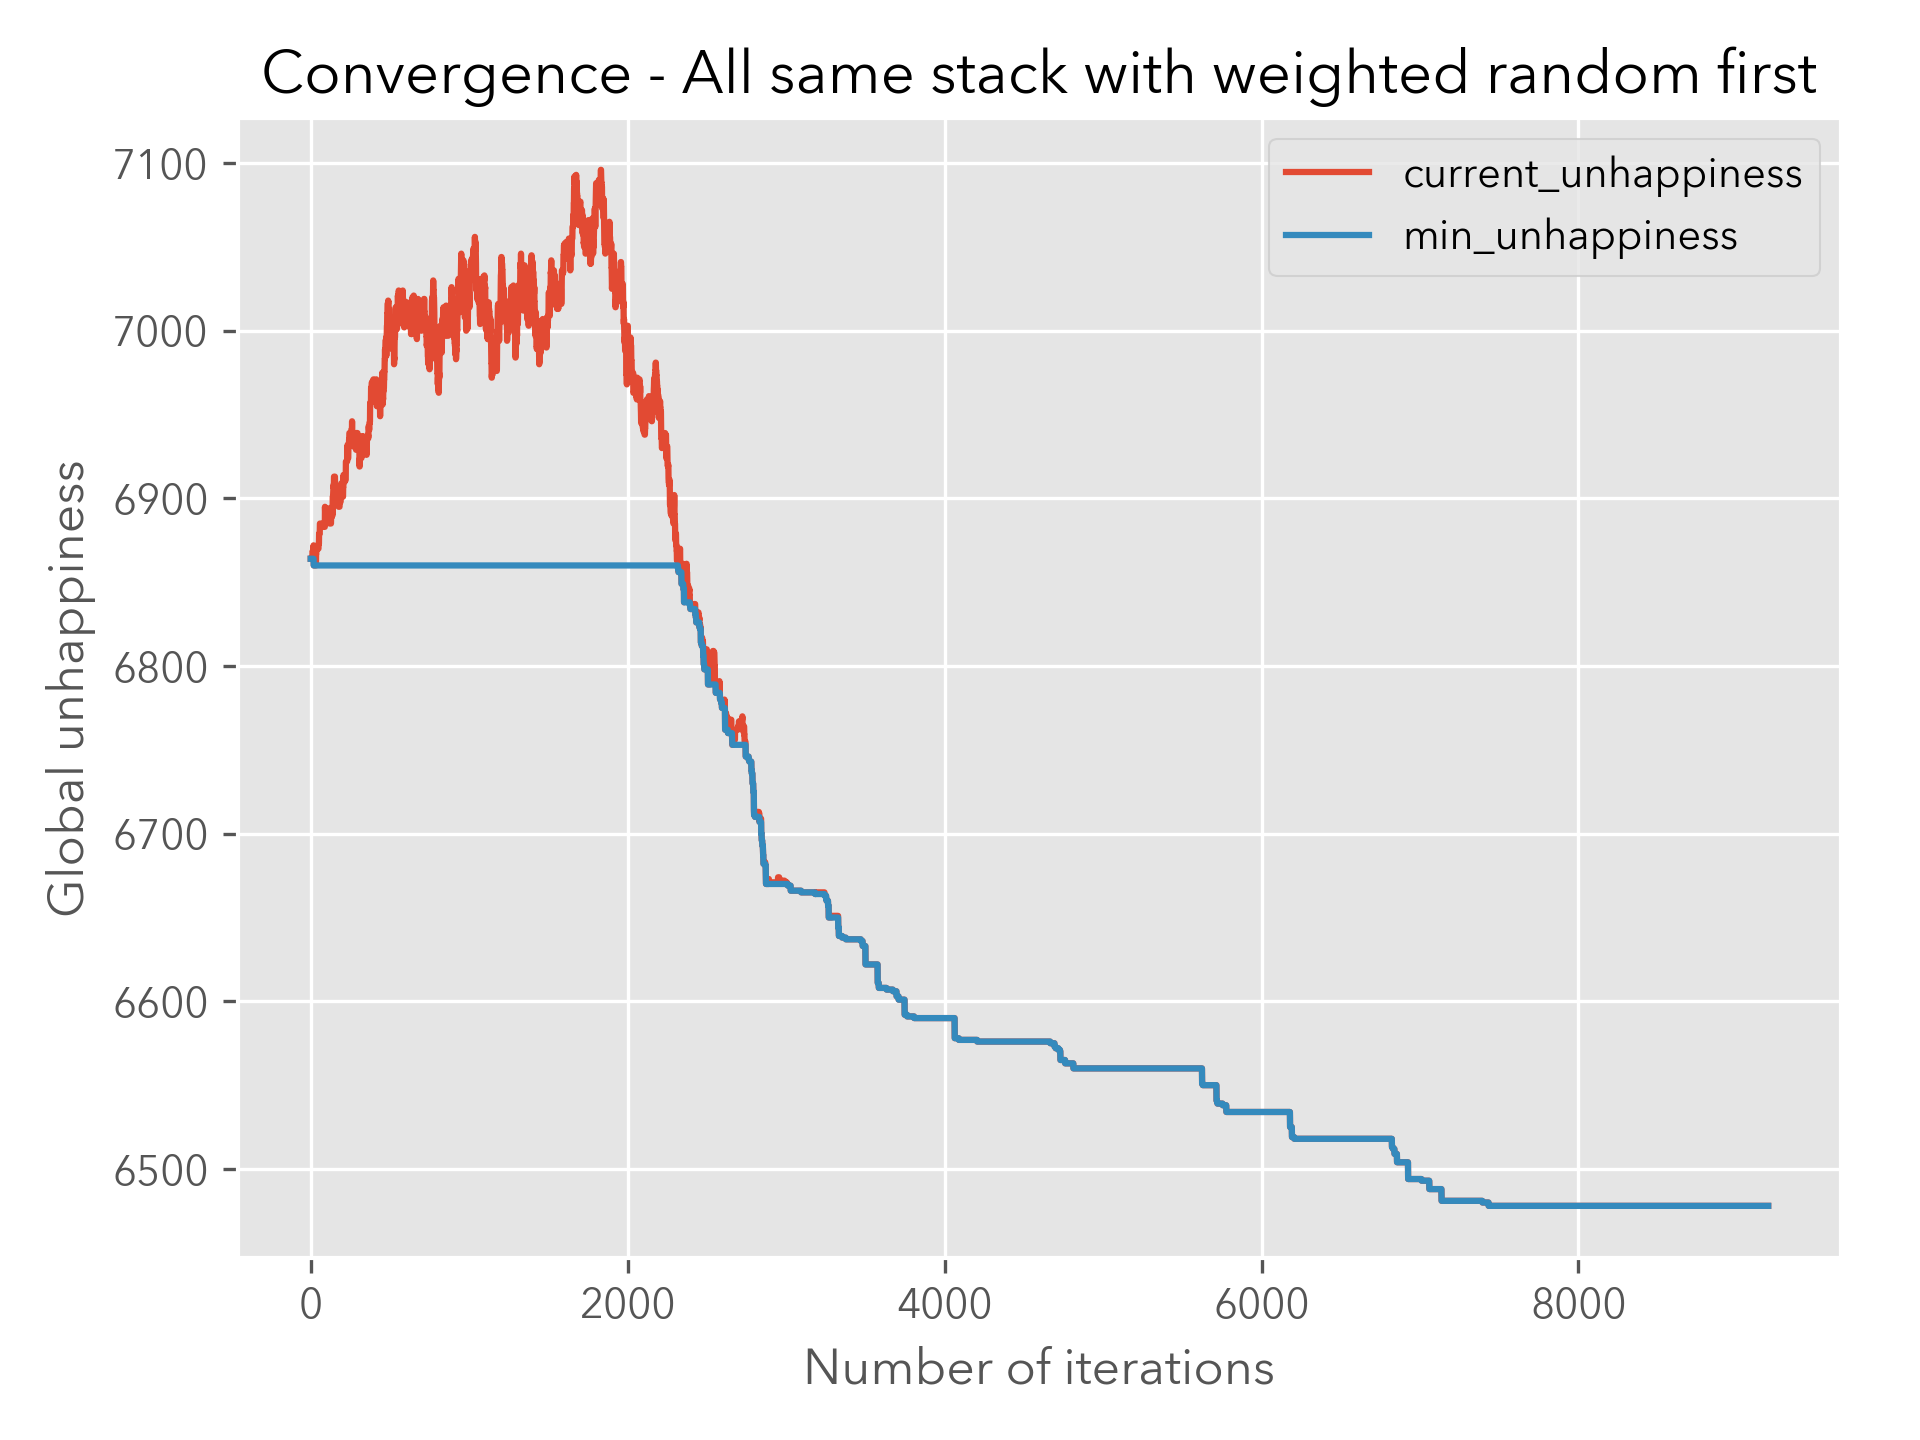 Convergence - All same stack with weighted random first
current_unhappiness
min_unhappiness
7100
7000
6900
6800
6700
6600
6500
Global unhappiness
0 2000 4000 6000 8000
Number of iterations